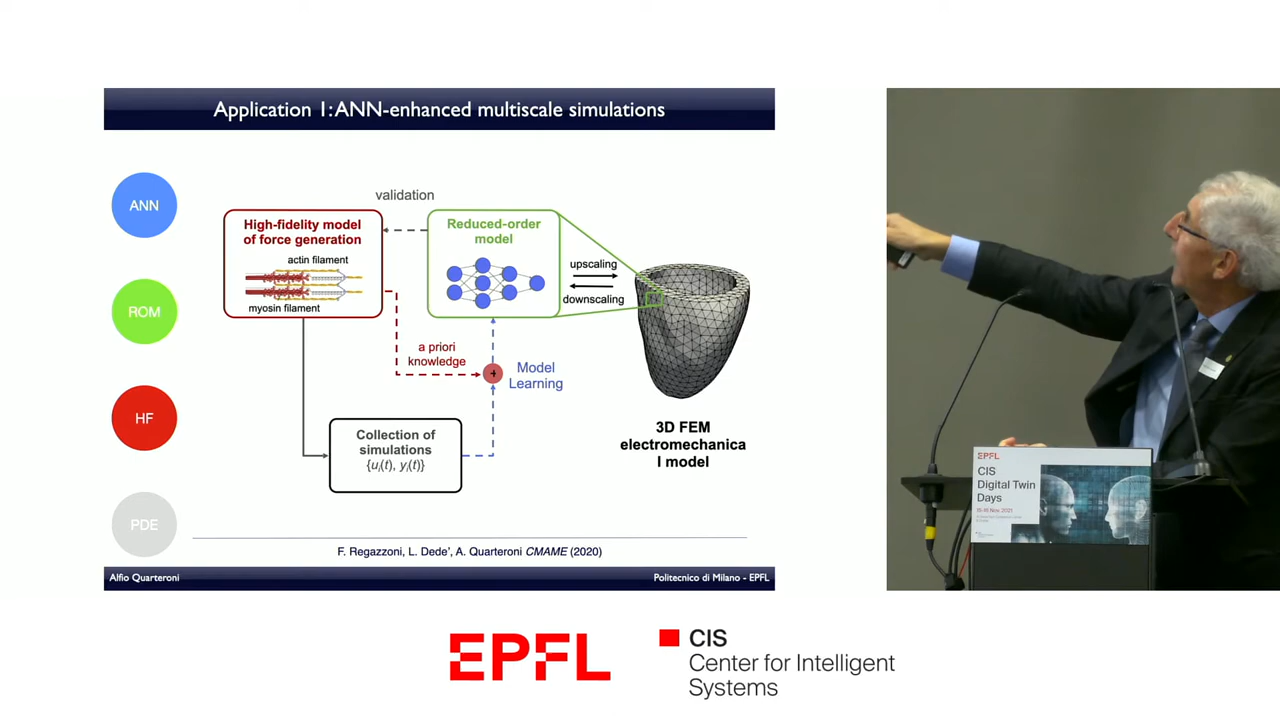 Application 1: ANN-enhanced multiscale simulations
ANN
ROM
HF
PDE
validation
High-fidelity model
of force generation
actin filament
myosin filament
Reduced-order
model
upscaling
downscaling
a priori
knowledge
+
Model
Learning
Collection of
simulations
{uᵢ(t), yᵢ(t)}
3D FEM
electromechanica
l model
F. Regazzoni, L. Dede', A. Quarteroni CMAME (2020)
Alfio Quarteroni
Politecnico di Milano - EPFL
EPFL
CIS
Digital Twin
Days
EPFL
CIS
Center for Intelligent
Systems